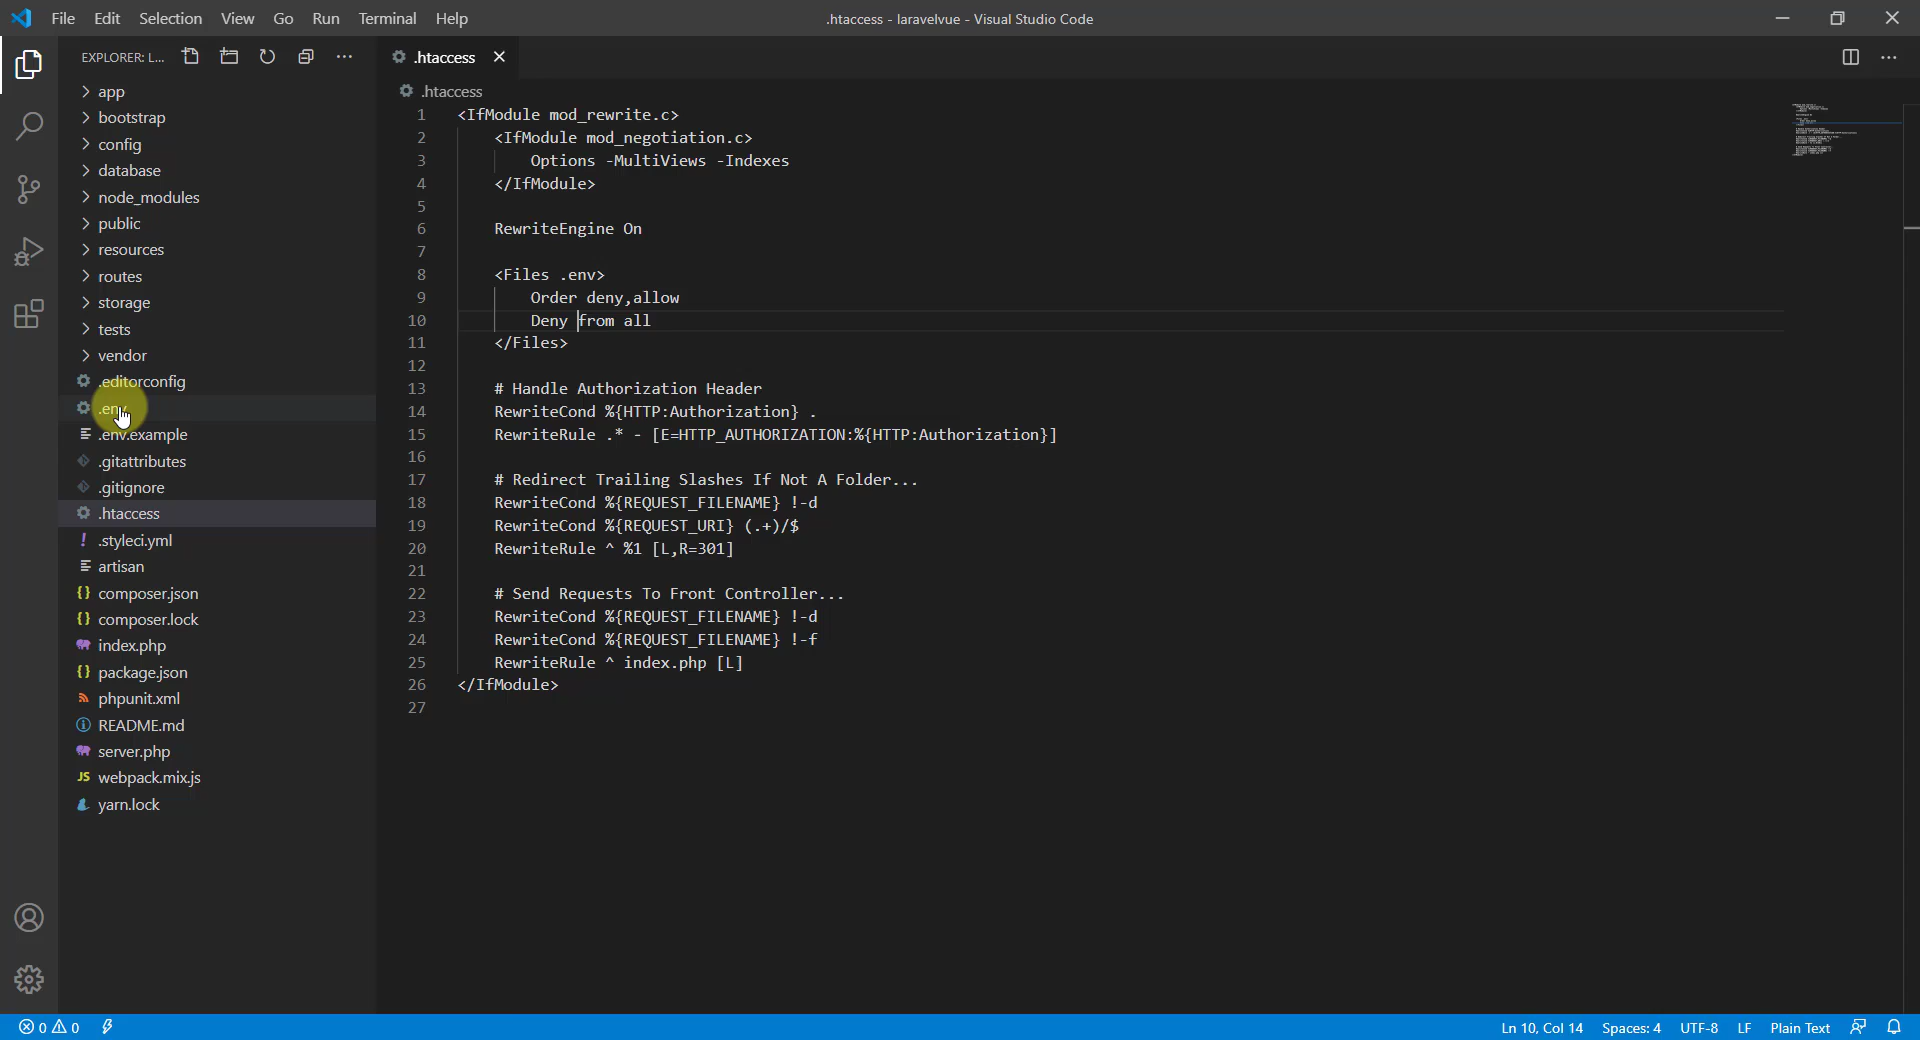 File Edit Selection View Go Run Terminal Help
.htaccess - laravelvue - Visual Studio Code
EXPLORER: L...
app
bootstrap
config
database
node_modules
public
resources
routes
storage
tests
vendor
.editorconfig
.env
.env.example
.gitattributes
.gitignore
.htaccess
.styleci.yml
artisan
composer.json
composer.lock
index.php
package.json
phpunit.xml
README.md
server.php
webpack.mix.js
yarn.lock
.htaccess
.htaccess
1 <IfModule mod_rewrite.c>
2 <IfModule mod_negotiation.c>
3 Options -MultiViews -Indexes
4 </IfModule>
5
6 RewriteEngine On
7
8 <Files .env>
9 Order deny,allow
10 Deny from all
11 </Files>
12
13 # Handle Authorization Header
14 RewriteCond %{HTTP:Authorization} .
15 RewriteRule .* - [E=HTTP_AUTHORIZATION:%{HTTP:Authorization}]
16
17 # Redirect Trailing Slashes If Not A Folder...
18 RewriteCond %{REQUEST_FILENAME} !-d
19 RewriteCond %{REQUEST_URI} (.+)/$
20 RewriteRule ^ %1 [L,R=301]
21
22 # Send Requests To Front Controller...
23 RewriteCond %{REQUEST_FILENAME} !-d
24 RewriteCond %{REQUEST_FILENAME} !-f
25 RewriteRule ^ index.php [L]
26 </IfModule>
27
0 0 Ln 10, Col 14 Spaces: 4 UTF-8 LF Plain Text